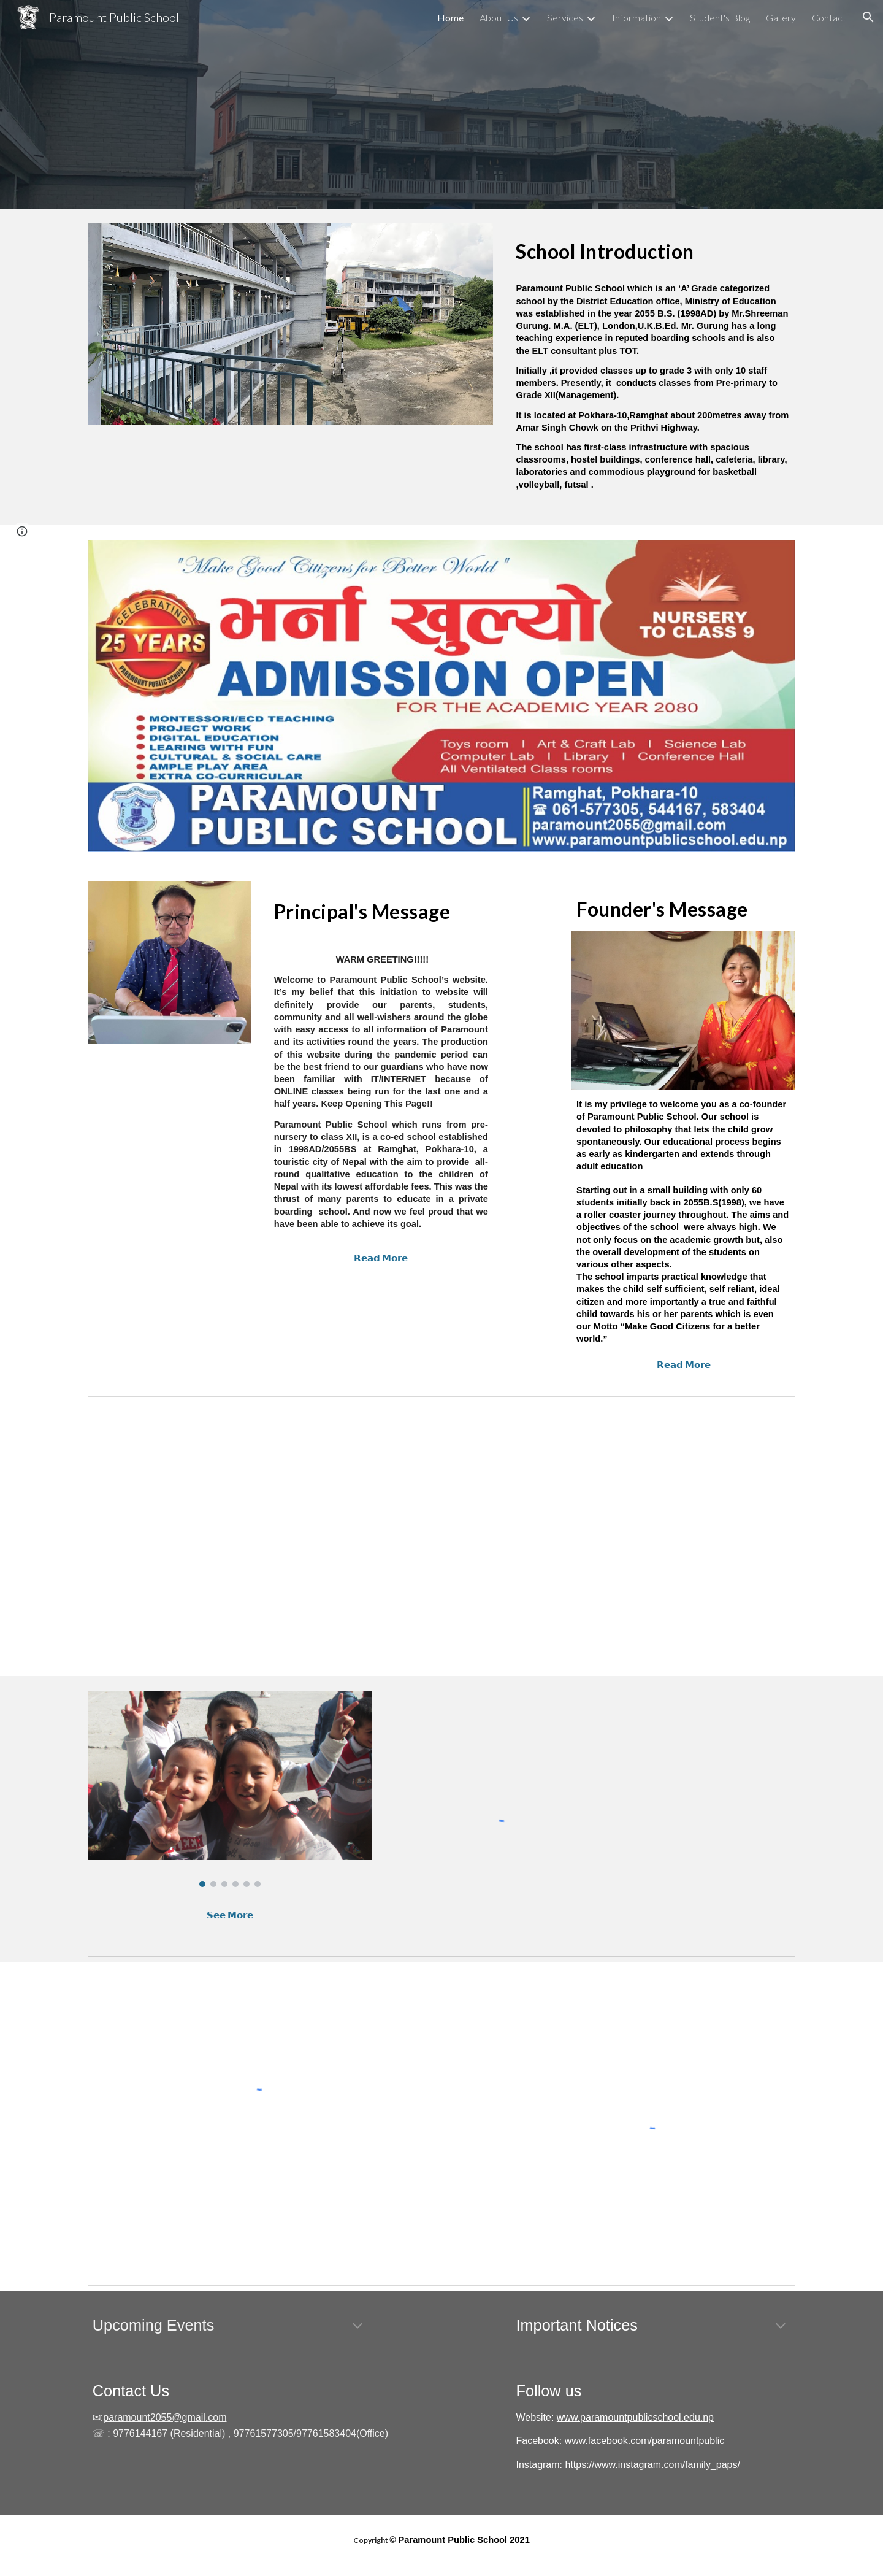 Paramount Public School
Home
About Us
Services
Information
Student's Blog
Gallery
Contact
School Introduction
Paramount Public School which is an ‘A’ Grade categorized
school by the District Education office, Ministry of Education
was established in the year 2055 B.S. (1998AD) by Mr.Shreeman
Gurung. M.A. (ELT), London,U.K.B.Ed. Mr. Gurung has a long
teaching experience in reputed boarding schools and is also
the ELT consultant plus TOT.
Initially ,it provided classes up to grade 3 with only 10 staff
members. Presently, it  conducts classes from Pre-primary to
Grade XII(Management).
It is located at Pokhara-10,Ramghat about 200metres away from
Amar Singh Chowk on the Prithvi Highway.
The school has first-class infrastructure with spacious
classrooms, hostel buildings, conference hall, cafeteria, library,
laboratories and commodious playground for basketball
,volleyball, futsal .
"Make Good Citizens for Better World"
CELEBRATING
25 YEARS
PARAMOUNT PUBLIC SCHOOL
भर्ना खुल्यो
NURSERY
TO CLASS 9
ADMISSION OPEN
FOR THE ACADEMIC YEAR 2080
MONTESSORI/ECD TEACHING
PROJECT WORK
DIGITAL EDUCATION
LEARING WITH FUN
CULTURAL & SOCIAL CARE
AMPLE PLAY AREA
EXTRA CO-CURRICULAR
Toys room I Art & Craft Lab I Science Lab
Computer Lab I Library I Conference Hall
All Ventilated Class rooms
PARAMOUNT
PUBLIC SCHOOL
Ramghat, Pokhara-10
☎ 061-577305, 544167, 583404
paramount2055@gmail.com
www.paramountpublicschool.edu.np
Principal's Message
WARM GREETING!!!!!
Welcome to Paramount Public School’s website.
It’s my belief that this initiation to website will
definitely provide our parents, students,
community and all well-wishers around the globe
with easy access to all information of Paramount
and its activities round the years. The production
of this website during the pandemic period can
be the best friend to our guardians who have now
been familiar with IT/INTERNET because of
ONLINE classes being run for the last one and a
half years. Keep Opening This Page!!
Paramount Public School which runs from pre-
nursery to class XII, is a co-ed school established
in 1998AD/2055BS at Ramghat, Pokhara-10, a
touristic city of Nepal with the aim to provide  all-
round qualitative education to the children of
Nepal with its lowest affordable fees. This was the
thrust of many parents to educate in a private
boarding  school. And now we feel proud that we
have been able to achieve its goal.
Read More
Founder's Message
It is my privilege to welcome you as a co-founder
of Paramount Public School. Our school is
devoted to philosophy that lets the child grow
spontaneously. Our educational process begins
as early as kindergarten and extends through
adult education
Starting out in a small building with only 60
students initially back in 2055B.S(1998), we have
a roller coaster journey throughout. The aims and
objectives of the school  were always high. We
not only focus on the academic growth but, also
the overall development of the students on
various other aspects.
The school imparts practical knowledge that
makes the child self sufficient, self reliant, ideal
citizen and more importantly a true and faithful
child towards his or her parents which is even
our Motto “Make Good Citizens for a better
world.”
Read More
See More
Upcoming Events
Important Notices
Contact Us
✉:paramount2055@gmail.com
☏ : 9776144167 (Residential) , 97761577305/97761583404(Office)
Follow us
Website: www.paramountpublicschool.edu.np
Facebook: www.facebook.com/paramountpublic
Instagram: https://www.instagram.com/family_paps/
Copyright © Paramount Public School 2021